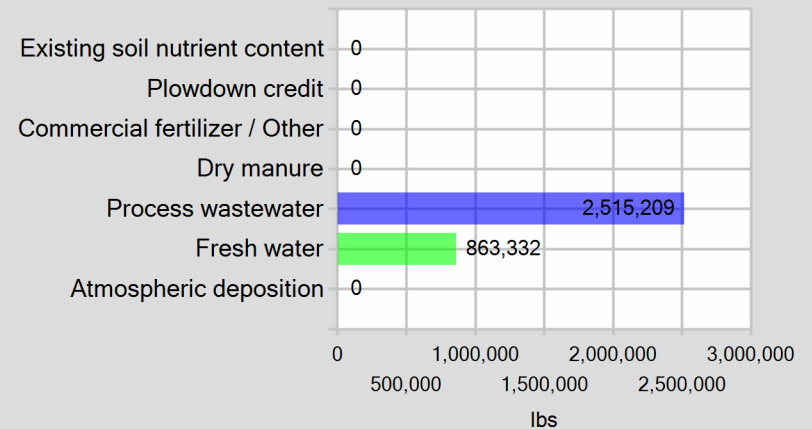 Existing soil nutrient content 0
Plowdown credit 0
Commercial fertilizer / Other 0
Dry manure 0
Process wastewater 2,515,209
Fresh water 863,332
Atmospheric deposition 0
0 1,000,000 2,000,000 3,000,000
500,000 1,500,000 2,500,000
lbs